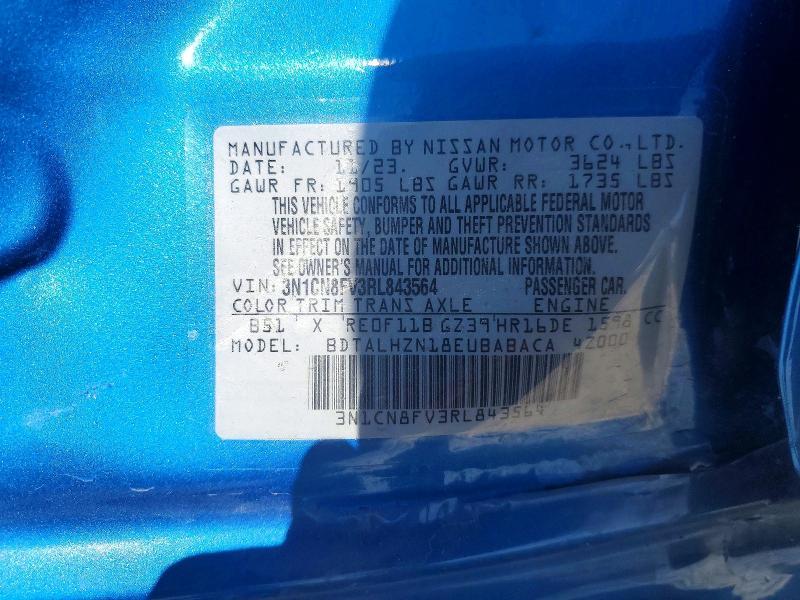 MANUFACTURED BY NISSAN MOTOR CO., LTD.
DATE: 11/23. GVWR: 3624 LBS
GAWR FR: 1905 LBS GAWR RR: 1735 LBS
THIS VEHICLE CONFORMS TO ALL APPLICABLE FEDERAL MOTOR
VEHICLE SAFETY, BUMPER AND THEFT PREVENTION STANDARDS
IN EFFECT ON THE DATE OF MANUFACTURE SHOWN ABOVE.
SEE OWNER'S MANUAL FOR ADDITIONAL INFORMATION.
VIN: 3N1CN8FV3RL843564 PASSENGER CAR.
COLOR TRIM TRANS AXLE ENGINE
B51 X RE0F11B GZ39 HR16DE 1598 CC
MODEL: BDTALHZN18EUBABACA 4Z000
3N1CN8FV3RL843564